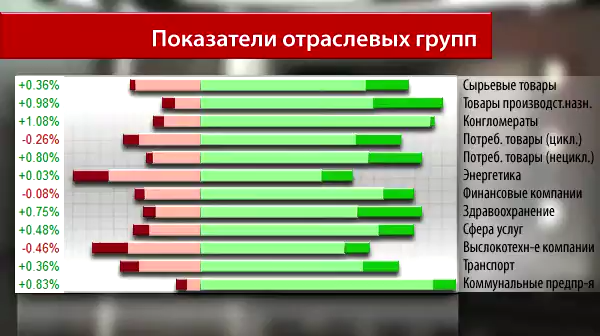 Показатели отраслевых групп
+0.36% Сырьевые товары
+0.98% Товары производст.назн.
+1.08% Конгломераты
-0.26% Потреб. товары (цикл.)
+0.80% Потреб. товары (нецикл.)
+0.03% Энергетика
-0.08% Финансовые компании
+0.75% Здравоохранение
+0.48% Сфера услуг
-0.46% Выслокотехн-е компании
+0.36% Транспорт
+0.83% Коммунальные предпр-я